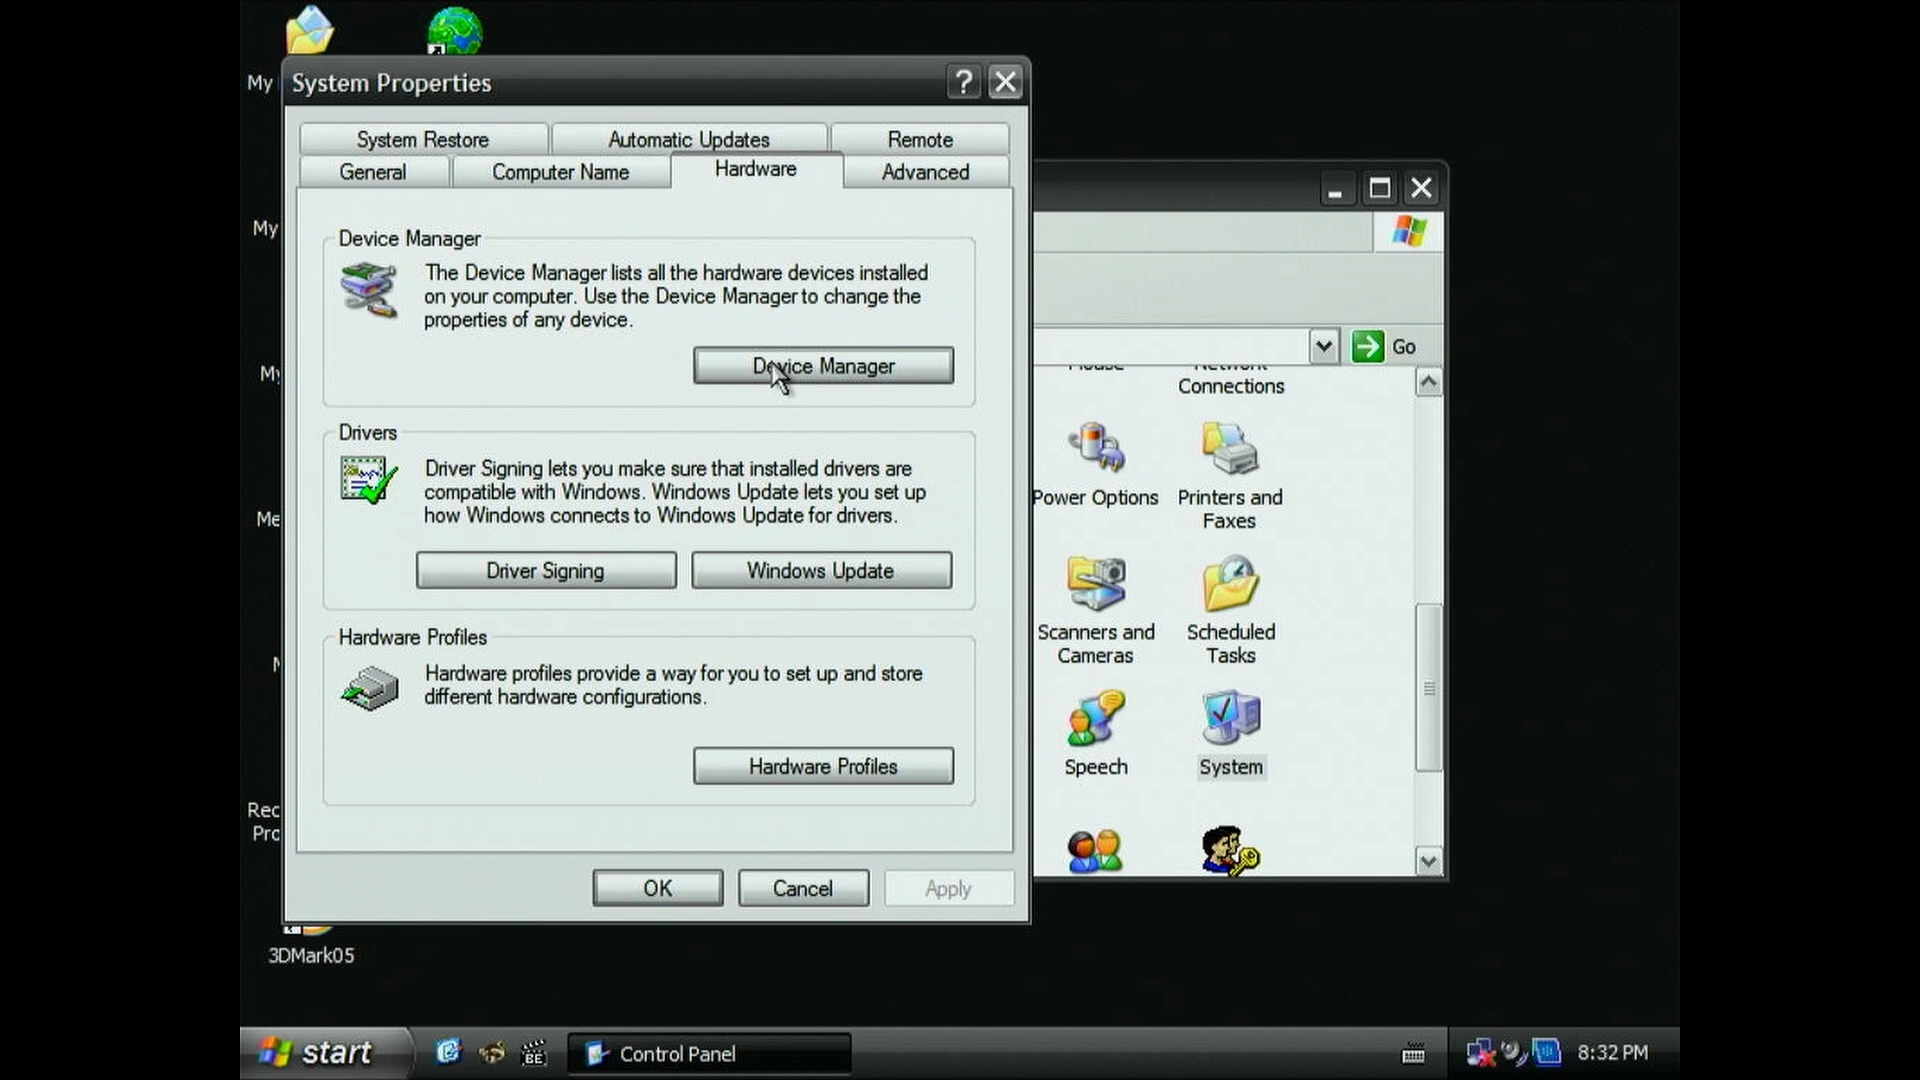 My
System Properties
?
System Restore
Automatic Updates
Remote
General
Computer Name
Hardware
Advanced
My
Device Manager
The Device Manager lists all the hardware devices installed
on your computer. Use the Device Manager to change the
properties of any device.
Device Manager
Go
My
Connections
Drivers
Driver Signing lets you make sure that installed drivers are
compatible with Windows. Windows Update lets you set up
how Windows connects to Windows Update for drivers.
Driver Signing
Windows Update
Power Options
Printers and
Faxes
Me
Hardware Profiles
Hardware profiles provide a way for you to set up and store
different hardware configurations.
Hardware Profiles
Scanners and
Cameras
Scheduled
Tasks
Speech
System
Rec
Pro
OK
Cancel
Apply
3DMark05
start
BE
Control Panel
8:32 PM